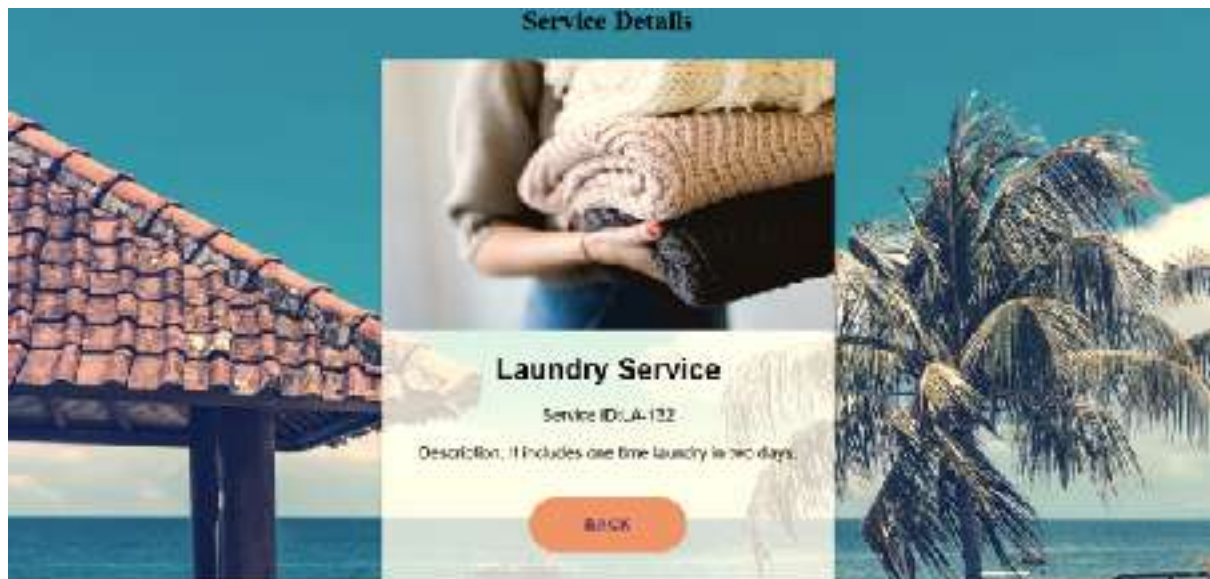 Service Details
Laundry Service
Service ID:LA-132
Description. It includes one time laundry in two days.
BACK